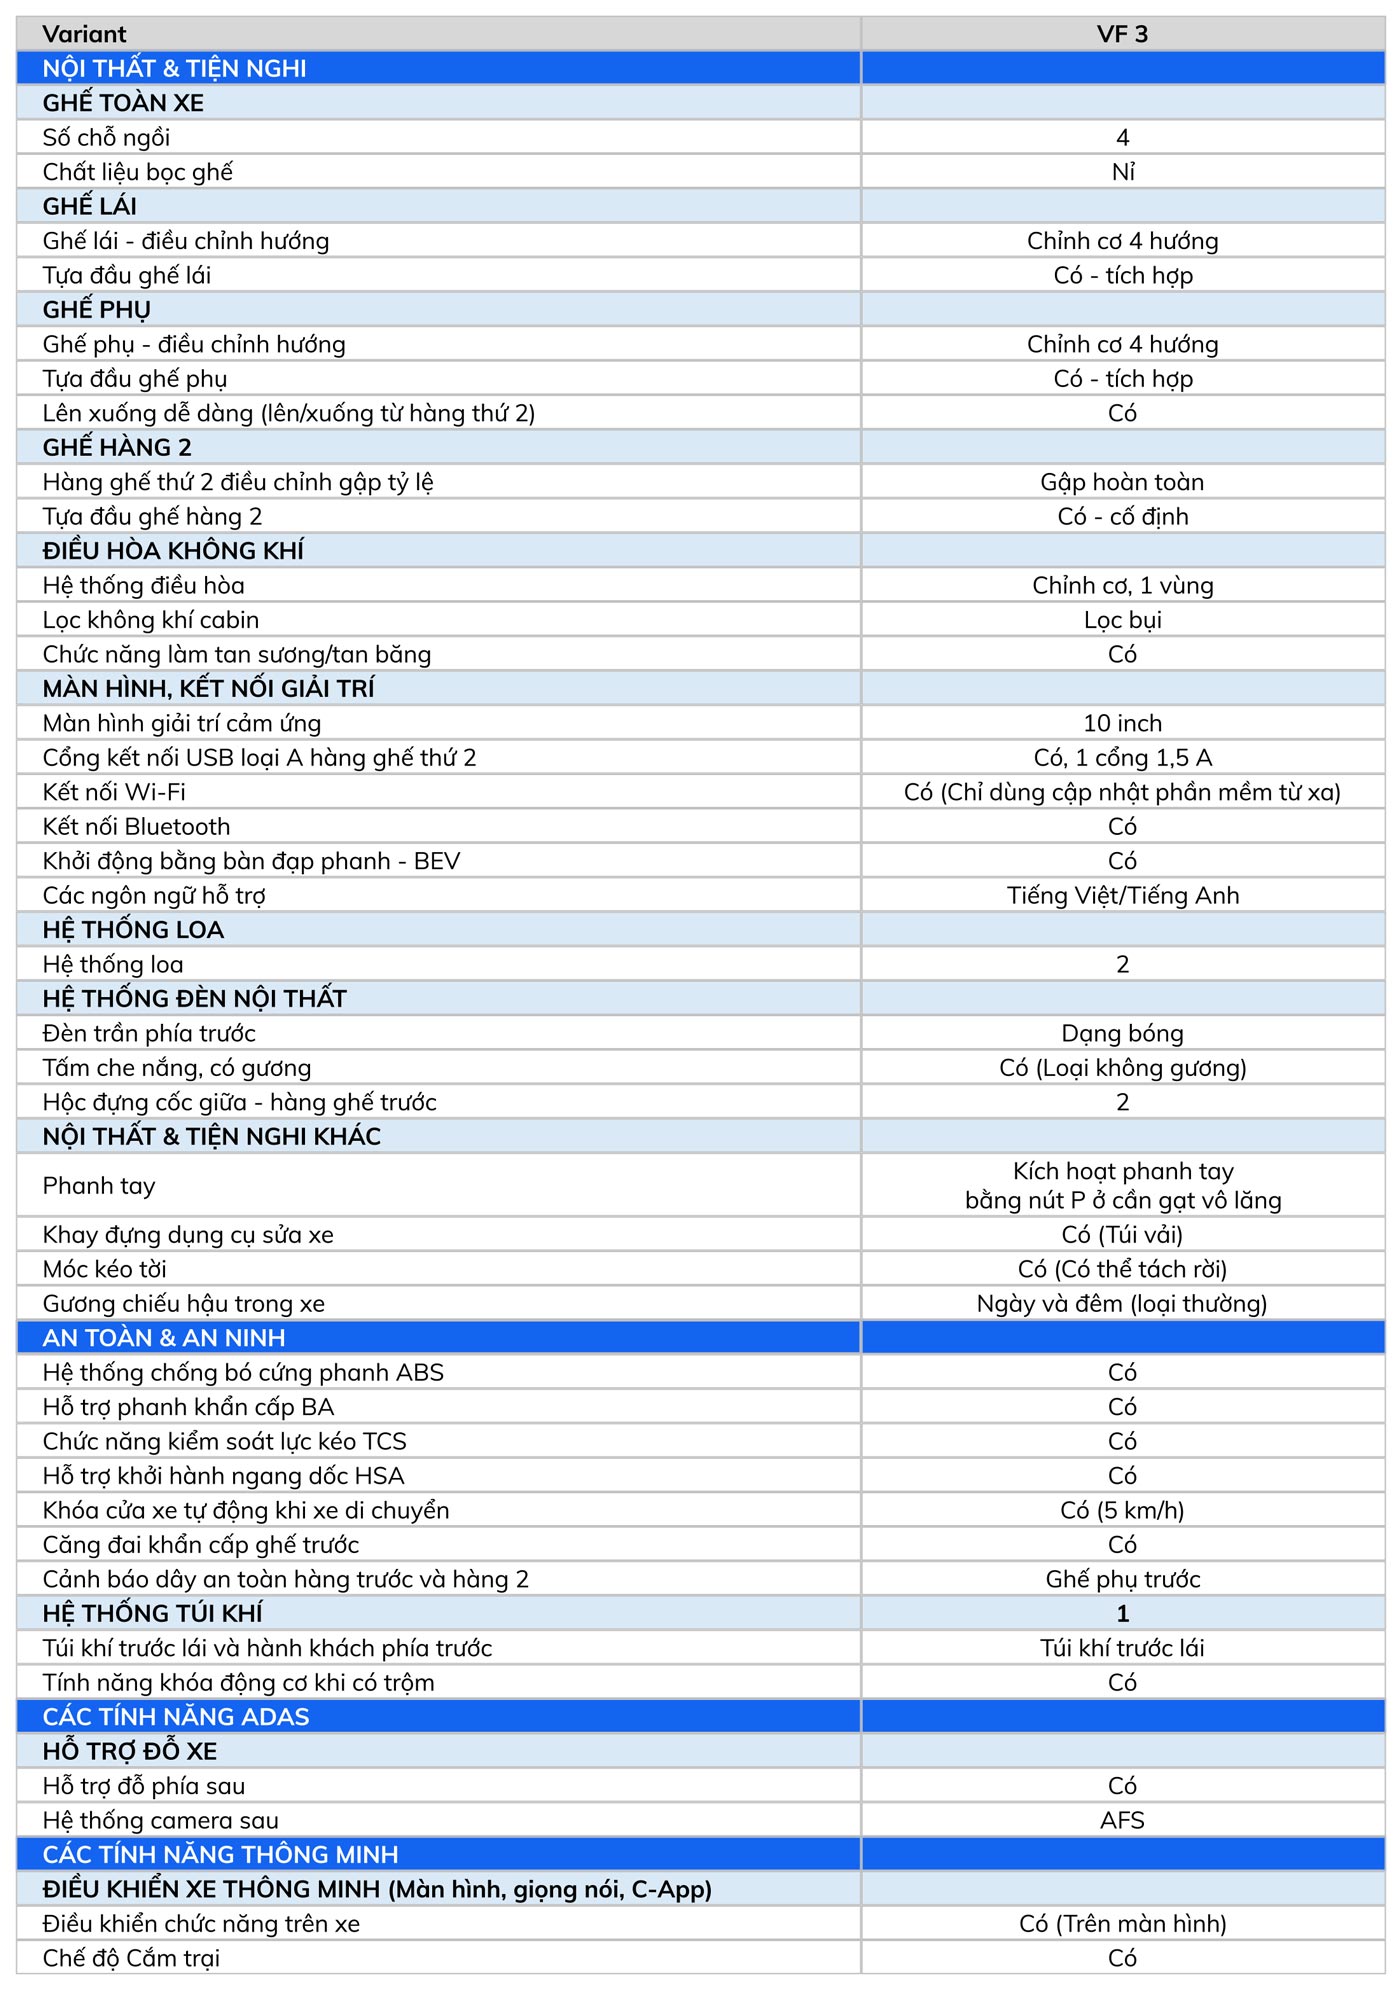 Variant VF 3
NỘI THẤT & TIỆN NGHI
GHẾ TOÀN XE
Số chỗ ngồi 4
Chất liệu bọc ghế Nỉ
GHẾ LÁI
Ghế lái - điều chỉnh hướng Chỉnh cơ 4 hướng
Tựa đầu ghế lái Có - tích hợp
GHẾ PHỤ
Ghế phụ - điều chỉnh hướng Chỉnh cơ 4 hướng
Tựa đầu ghế phụ Có - tích hợp
Lên xuống dễ dàng (lên/xuống từ hàng thứ 2) Có
GHẾ HÀNG 2
Hàng ghế thứ 2 điều chỉnh gập tỷ lệ Gập hoàn toàn
Tựa đầu ghế hàng 2 Có - cố định
ĐIỀU HÒA KHÔNG KHÍ
Hệ thống điều hòa Chỉnh cơ, 1 vùng
Lọc không khí cabin Lọc bụi
Chức năng làm tan sương/tan băng Có
MÀN HÌNH, KẾT NỐI GIẢI TRÍ
Màn hình giải trí cảm ứng 10 inch
Cổng kết nối USB loại A hàng ghế thứ 2 Có, 1 cổng 1,5 A
Kết nối Wi-Fi Có (Chỉ dùng cập nhật phần mềm từ xa)
Kết nối Bluetooth Có
Khởi động bằng bàn đạp phanh - BEV Có
Các ngôn ngữ hỗ trợ Tiếng Việt/Tiếng Anh
HỆ THỐNG LOA
Hệ thống loa 2
HỆ THỐNG ĐÈN NỘI THẤT
Đèn trần phía trước Dạng bóng
Tấm che nắng, có gương Có (Loại không gương)
Hộc đựng cốc giữa - hàng ghế trước 2
NỘI THẤT & TIỆN NGHI KHÁC
Phanh tay Kích hoạt phanh tay
bằng nút P ở cần gạt vô lăng
Khay đựng dụng cụ sửa xe Có (Túi vải)
Móc kéo tời Có (Có thể tách rời)
Gương chiếu hậu trong xe Ngày và đêm (loại thường)
AN TOÀN & AN NINH
Hệ thống chống bó cứng phanh ABS Có
Hỗ trợ phanh khẩn cấp BA Có
Chức năng kiểm soát lực kéo TCS Có
Hỗ trợ khởi hành ngang dốc HSA Có
Khóa cửa xe tự động khi xe di chuyển Có (5 km/h)
Căng đai khẩn cấp ghế trước Có
Cảnh báo dây an toàn hàng trước và hàng 2 Ghế phụ trước
HỆ THỐNG TÚI KHÍ 1
Túi khí trước lái và hành khách phía trước Túi khí trước lái
Tính năng khóa động cơ khi có trộm Có
CÁC TÍNH NĂNG ADAS
HỖ TRỢ ĐỖ XE
Hỗ trợ đỗ phía sau Có
Hệ thống camera sau AFS
CÁC TÍNH NĂNG THÔNG MINH
ĐIỀU KHIỂN XE THÔNG MINH (Màn hình, giọng nói, C-App)
Điều khiển chức năng trên xe Có (Trên màn hình)
Chế độ Cắm trại Có